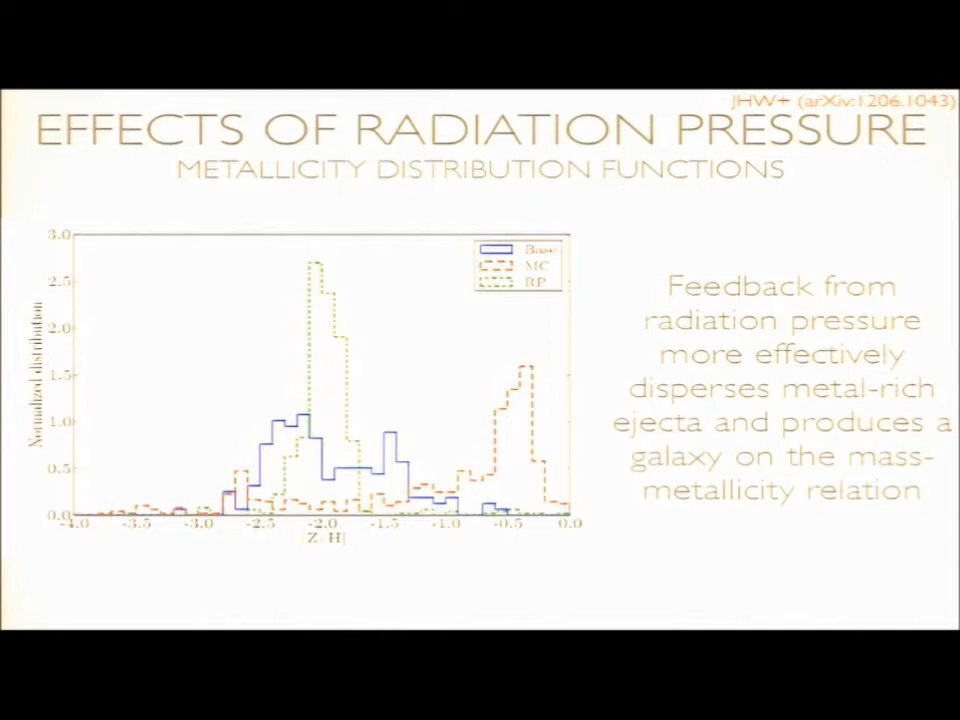 JHW+ (arXiv:1206.1043)
EFFECTS OF RADIATION PRESSURE
METALLICITY DISTRIBUTION FUNCTIONS
3.0
2.5
2.0
1.5
1.0
0.5
0.0
Normalized distribution
Base
MC
RP
-4.0 -3.5 -3.0 -2.5 -2.0 -1.5 -1.0 -0.5 0.0
[Z/H]
Feedback from
radiation pressure
more effectively
disperses metal-rich
ejecta and produces a
galaxy on the mass-
metallicity relation